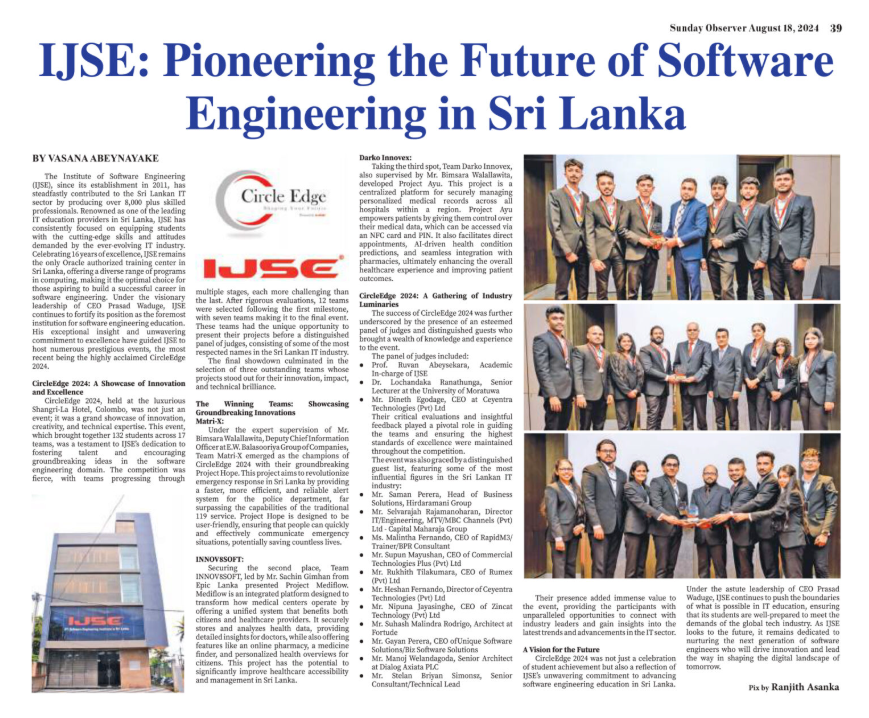 Sunday Observer August 18, 2024 39
IJSE: Pioneering the Future of Software
Engineering in Sri Lanka
BY VASANA ABEYNAYAKE
The Institute of Software Engineering
(IJSE), since its establishment in 2011, has
steadfastly contributed to the Sri Lankan IT
sector by producing over 8,000 plus skilled
professionals. Renowned as one of the leading
IT education providers in Sri Lanka, IJSE has
consistently focused on equipping students
with the cutting-edge skills and attitudes
demanded by the ever-evolving IT industry.
Celebrating 16 years of excellence, IJSE remains
the only Oracle authorized training center in
Sri Lanka, offering a diverse range of programs
in computing, making it the optimal choice for
those aspiring to build a successful career in
software engineering. Under the visionary
leadership of CEO Prasad Waduge, IJSE
continues to fortify its position as the foremost
institution for software engineering education.
His exceptional insight and unwavering
commitment to excellence have guided IJSE to
host numerous prestigious events, the most
recent being the highly acclaimed CircleEdge
2024.
CircleEdge 2024: A Showcase of Innovation
and Excellence
CircleEdge 2024, held at the luxurious
Shangri-La Hotel, Colombo, was not just an
event; it was a grand showcase of innovation,
creativity, and technical expertise. This event,
which brought together 132 students across 17
teams, was a testament to IJSE's dedication to
fostering talent and encouraging
groundbreaking ideas in the software
engineering domain. The competition was
fierce, with teams progressing through
IJSE
Circle Edge
IJSE
multiple stages, each more challenging than
the last. After rigorous evaluations, 12 teams
were selected following the first milestone,
with seven teams making it to the final event.
These teams had the unique opportunity to
present their projects before a distinguished
panel of judges, consisting of some of the most
respected names in the Sri Lankan IT industry.
The final showdown culminated in the
selection of three outstanding teams whose
projects stood out for their innovation, impact,
and technical brilliance.
The Winning Teams: Showcasing
Groundbreaking Innovations
Matri-X:
Under the expert supervision of Mr.
Bimsara Walallawita, Deputy Chief Information
Officer at E.W. Balasooriya Group of Companies,
Team Matri-X emerged as the champions of
CircleEdge 2024 with their groundbreaking
Project Hope. This project aims to revolutionize
emergency response in Sri Lanka by providing
a faster, more efficient, and reliable alert
system for the police department, far
surpassing the capabilities of the traditional
119 service. Project Hope is designed to be
user-friendly, ensuring that people can quickly
and effectively communicate emergency
situations, potentially saving countless lives.
INNOV8SOFT:
Securing the second place, Team
INNOV8SOFT, led by Mr. Sachin Gimhan from
Epic Lanka presented Project Mediflow.
Mediflow is an integrated platform designed to
transform how medical centers operate by
offering a unified system that benefits both
citizens and healthcare providers. It securely
stores and analyzes health data, providing
detailed insights for doctors, while also offering
features like an online pharmacy, a medicine
finder, and personalized health overviews for
citizens. This project has the potential to
significantly improve healthcare accessibility
and management in Sri Lanka.
Darko Innovex:
Taking the third spot, Team Darko Innovex,
also supervised by Mr. Bimsara Walallawita,
developed Project Ayu. This project is a
centralized platform for securely managing
personalized medical records across all
hospitals within a region. Project Ayu
empowers patients by giving them control over
their medical data, which can be accessed via
an NFC card and PIN. It also facilitates direct
appointments, AI-driven health condition
predictions, and seamless integration with
pharmacies, ultimately enhancing the overall
healthcare experience and improving patient
outcomes.
CircleEdge 2024: A Gathering of Industry
Luminaries
The success of CircleEdge 2024 was further
underscored by the presence of an esteemed
panel of judges and distinguished guests who
brought a wealth of knowledge and experience
to the event.
The panel of judges included:
● Prof. Ruvan Abeysekara, Academic
In-charge of IJSE
● Dr. Lochandaka Ranathunga, Senior
Lecturer at the University of Moratuwa
● Mr. Dineth Egodage, CEO at Ceyentra
Technologies (Pvt) Ltd
Their critical evaluations and insightful
feedback played a pivotal role in guiding
the teams and ensuring the highest
standards of excellence were maintained
throughout the competition.
The event was also graced by a distinguished
guest list, featuring some of the most
influential figures in the Sri Lankan IT
industry:
● Mr. Saman Perera, Head of Business
Solutions, Hirdaramani Group
● Mr. Selvarajah Rajamanoharan, Director
IT/Engineering, MTV/MBC Channels (Pvt)
Ltd - Capital Maharaja Group
● Ms. Malintha Fernando, CEO of RapidM3/
Trainer/BPR Consultant
● Mr. Supun Mayushan, CEO of Commercial
Technologies Plus (Pvt) Ltd
● Mr. Rukhith Tilakumara, CEO of Rumex
(Pvt) Ltd
● Mr. Heshan Fernando, Director of Ceyentra
Technologies (Pvt) Ltd
● Mr. Nipuna Jayasinghe, CEO of Zincat
Technology (Pvt) Ltd
● Mr. Suhash Malindra Rodrigo, Architect at
Fortude
● Mr. Gayan Perera, CEO ofUnique Software
Solutions/Biz Software Solutions
● Mr. Manoj Welandagoda, Senior Architect
at Dialog Axiata PLC
● Mr. Stelan Briyan Simonsz, Senior
Consultant/Technical Lead
Their presence added immense value to
the event, providing the participants with
unparalleled opportunities to connect with
industry leaders and gain insights into the
latest trends and advancements in the IT sector.
A Vision for the Future
CircleEdge 2024 was not just a celebration
of student achievement but also a reflection of
IJSE's unwavering commitment to advancing
software engineering education in Sri Lanka.
Under the astute leadership of CEO Prasad
Waduge, IJSE continues to push the boundaries
of what is possible in IT education, ensuring
that its students are well-prepared to meet the
demands of the global tech industry. As IJSE
looks to the future, it remains dedicated to
nurturing the next generation of software
engineers who will drive innovation and lead
the way in shaping the digital landscape of
tomorrow.
Pix by Ranjith Asanka